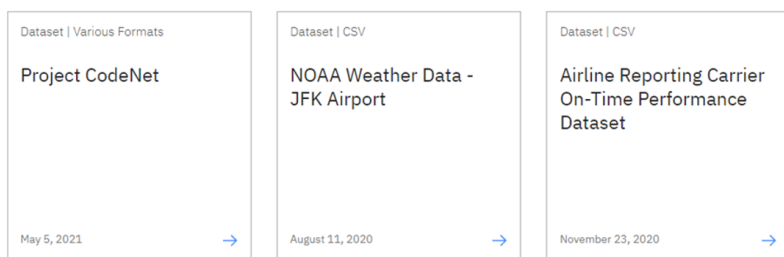 Dataset | Various Formats
Project CodeNet
May 5, 2021
Dataset | CSV
NOAA Weather Data -
JFK Airport
August 11, 2020
Dataset | CSV
Airline Reporting Carrier
On-Time Performance
Dataset
November 23, 2020